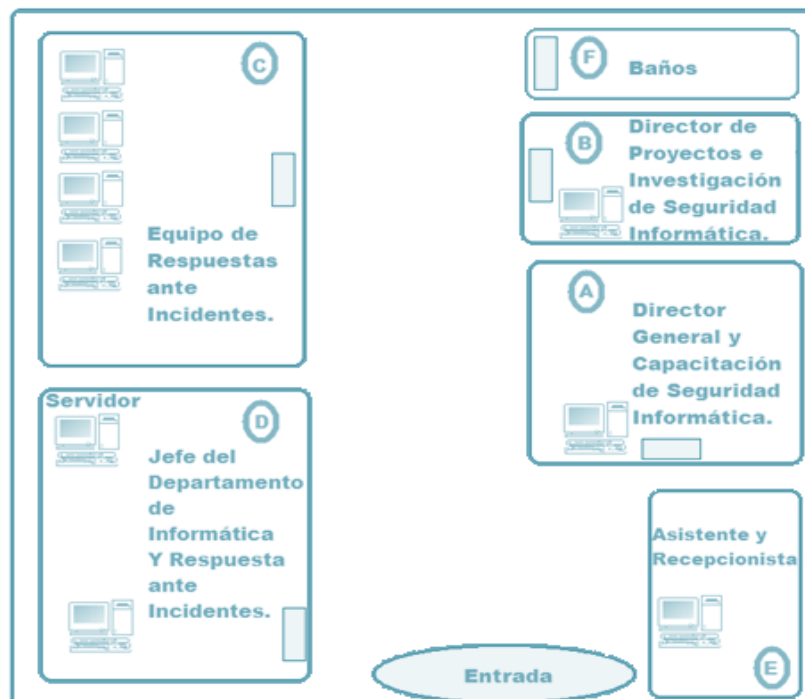 C
Equipo de
Respuestas
ante
Incidentes.
F
Baños
B
Director de
Proyectos e
Investigación
de Seguridad
Informática.
A
Director
General y
Capacitación
de Seguridad
Informática.
Servidor
D
Jefe del
Departamento
de
Informática
Y Respuesta
ante
Incidentes.
Asistente y
Recepcionista
E
Entrada